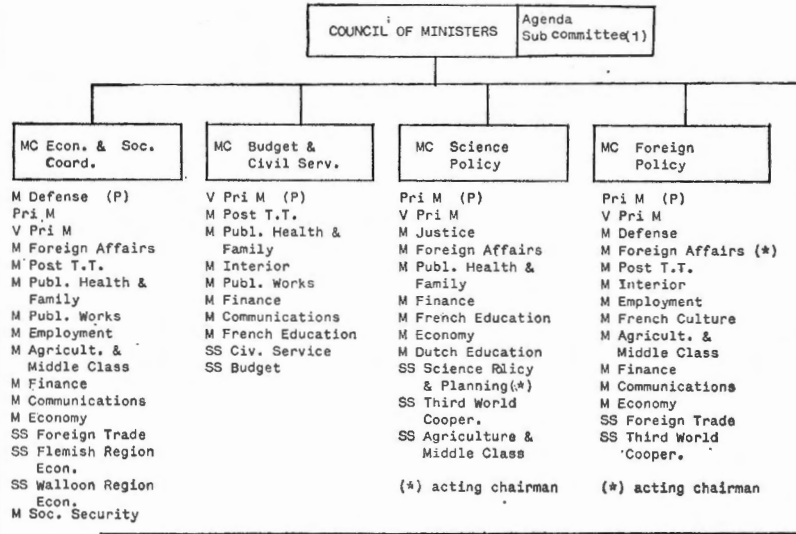 COUNCIL OF MINISTERS
Agenda
Sub committee(1)
MC Econ. & Soc.
Coord.
M Defense (P)
Pri M
V Pri M
M Foreign Affairs
M Post T.T.
M Publ. Health &
Family
M Publ. Works
M Employment
M Agricult. &
Middle Class
M Finance
M Communications
M Economy
SS Foreign Trade
SS Flemish Region
Econ.
SS Walloon Region
Econ.
M Soc. Security
MC Budget &
Civil Serv.
V Pri M (P)
M Post T.T.
M Publ. Health &
Family
M Interior
M Publ. Works
M Finance
M Communications
M French Education
SS Civ. Service
SS Budget
MC Science
Policy
Pri M (P)
V Pri M
M Justice
M Foreign Affairs
M Publ. Health &
Family
M Finance
M French Education
M Economy
M Dutch Education
SS Science Policy
& Planning(*)
SS Third World
Cooper.
SS Agriculture &
Middle Class
(*) acting chairman
MC Foreign
Policy
Pri M (P)
V Pri M
M Defense
M Foreign Affairs (*)
M Post T.T.
M Interior
M Employment
M French Culture
M Agricult. &
Middle Class
M Finance
M Communications
M Economy
SS Foreign Trade
SS Third World
Cooper.
(*) acting chairman